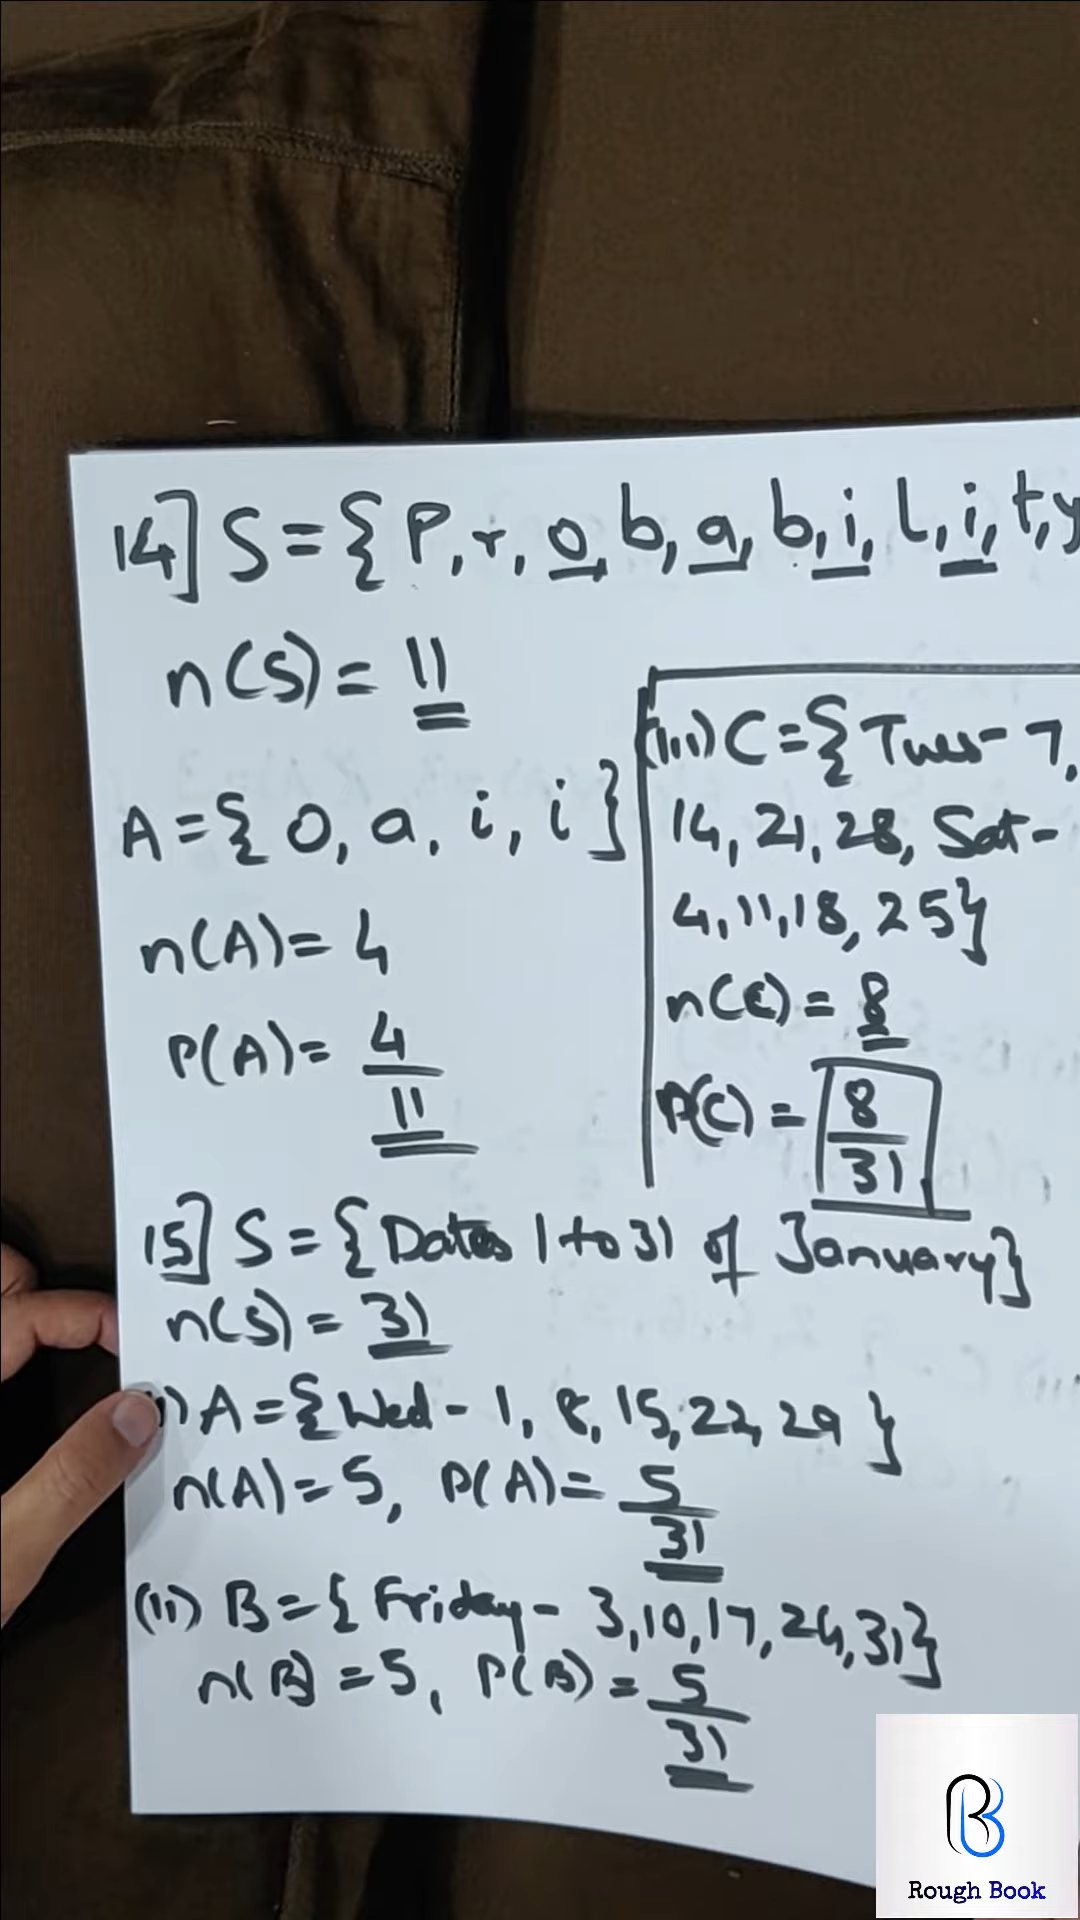 14] S = { P, r, o, b, a, b, i, l, i, t, y
n(S) = 11
A = { o, a, i, i }
n(A) = 4
P(A) = 4/11
(iii) C = { Tues - 7,
14, 21, 28, Sat -
4, 11, 18, 25}
n(C) = 8
P(C) = 8/31
15] S = { Dates 1 to 31 of January}
n(S) = 31
i) A = { Wed - 1, 8, 15, 22, 29 }
n(A) = 5, P(A) = 5/31
(ii) B = { Friday - 3, 10, 17, 24, 31}
n(B) = 5, P(B) = 5/31
B
Rough Book